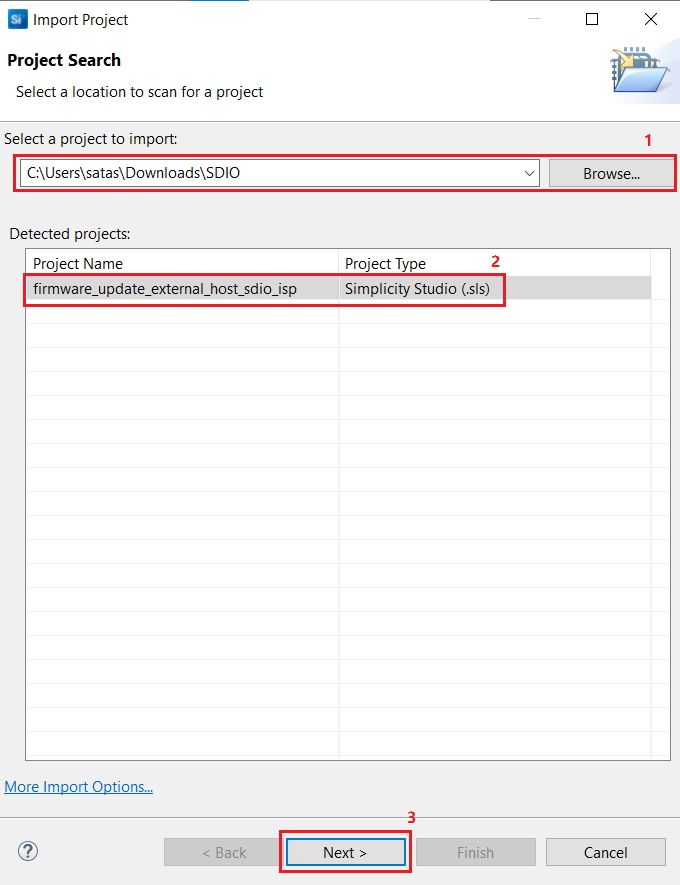 Si Import Project
Project Search
Select a location to scan for a project
Select a project to import:
1
C:\Users\satas\Downloads\SDIO
Browse...
Detected projects:
Project Name Project Type 2
firmware_update_external_host_sdio_isp Simplicity Studio (.sls)
More Import Options...
3
? < Back Next > Finish Cancel